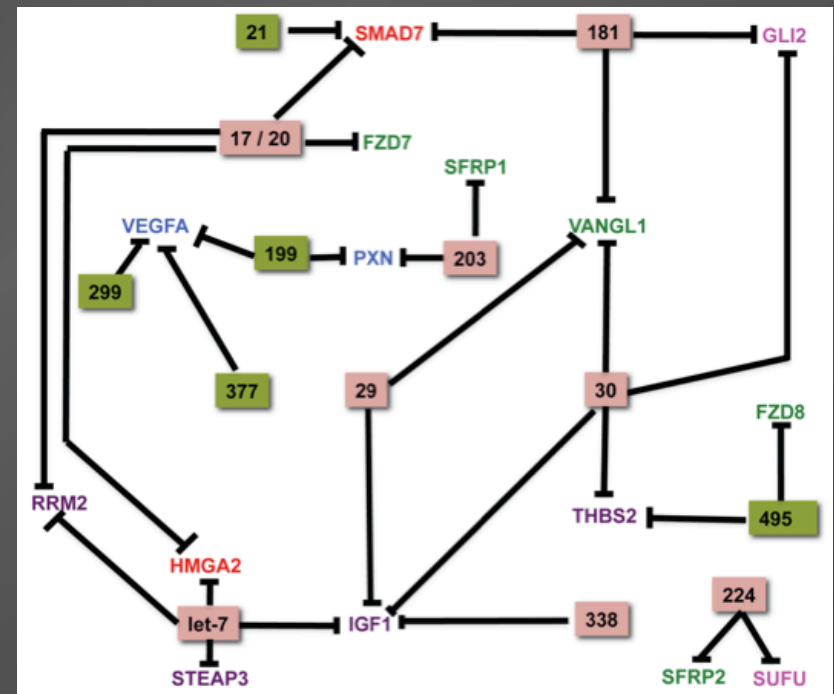 21
SMAD7
181
GLI2
17 / 20
FZD7
SFRP1
VEGFA
VANGL1
199
PXN
203
299
377
29
30
FZD8
RRM2
THBS2
495
HMGA2
let-7
IGF1
338
224
STEAP3
SFRP2
SUFU